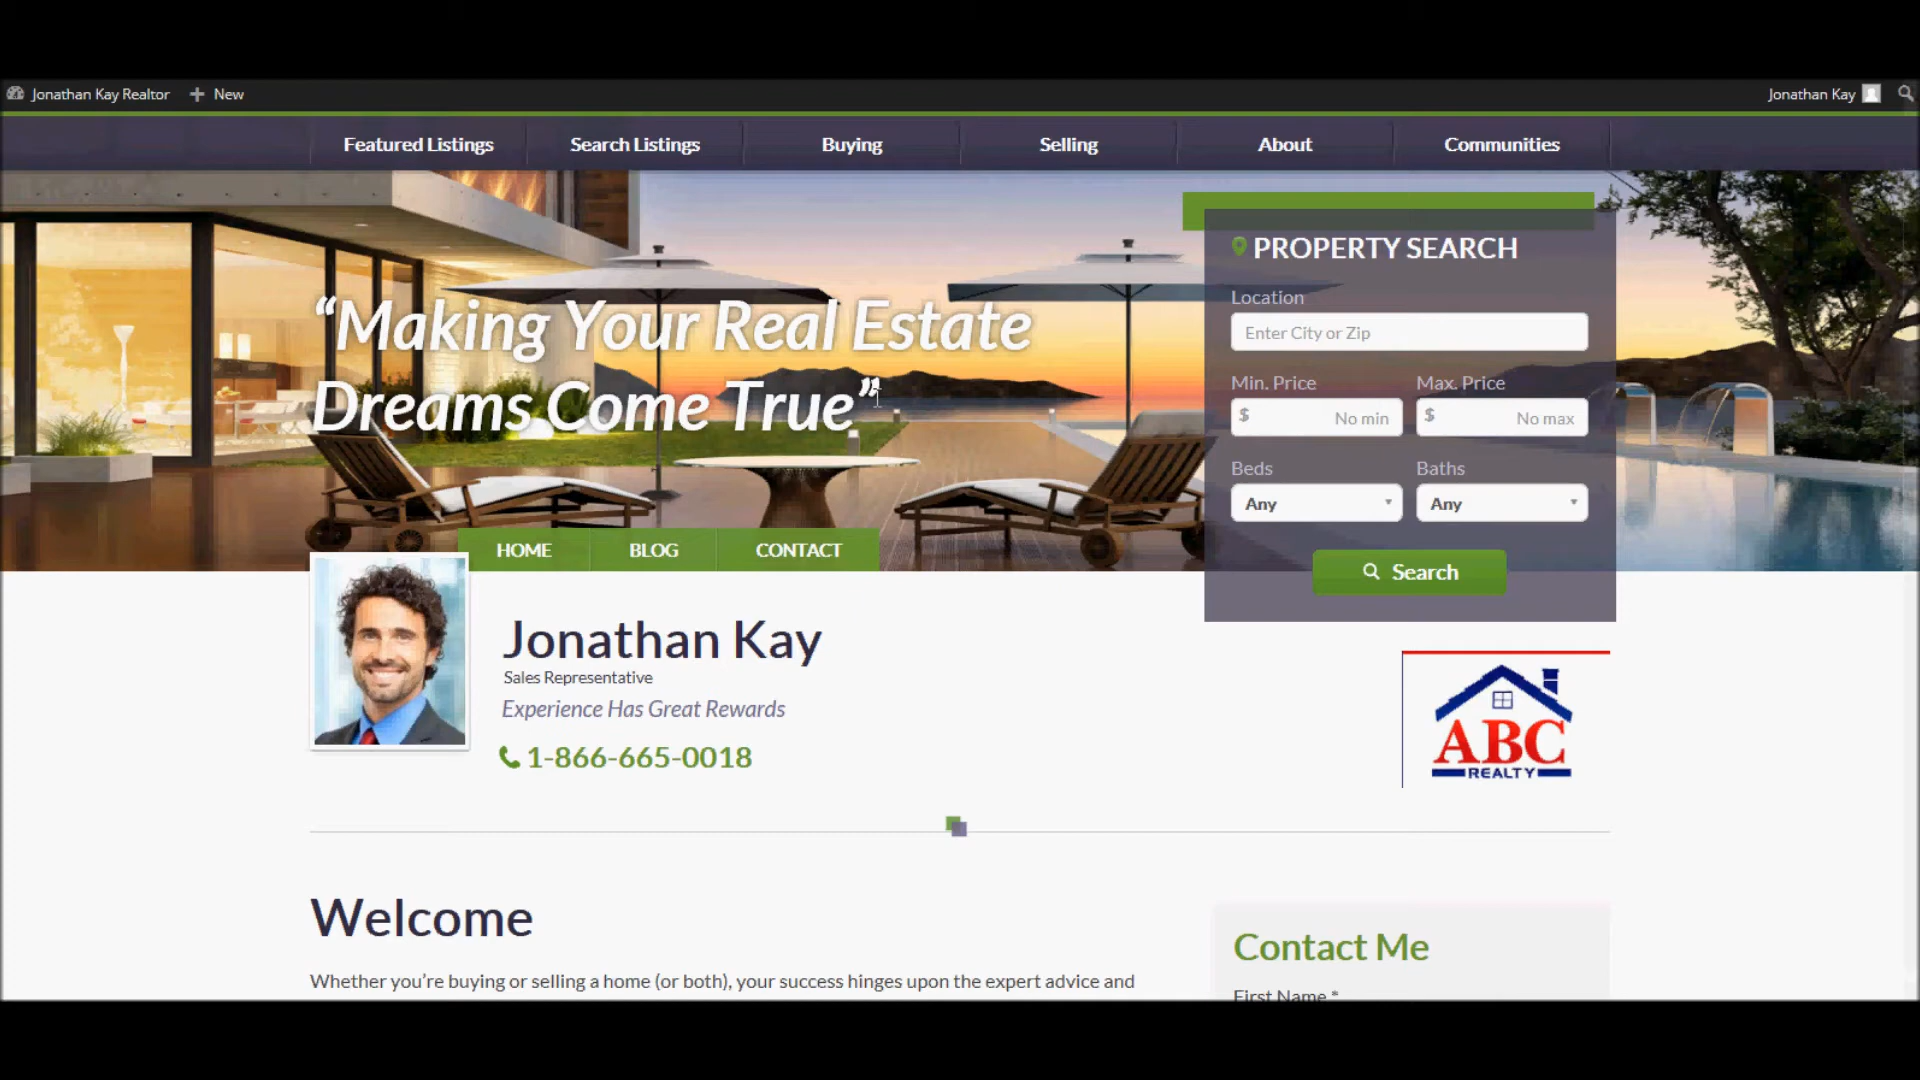 Jonathan Kay Realtor New Jonathan Kay
Featured Listings Search Listings Buying Selling About Communities
“Making Your Real Estate
Dreams Come True”
PROPERTY SEARCH
Location
Enter City or Zip
Min. Price Max. Price
$ No min $ No max
Beds Baths
Any Any
Search
HOME BLOG CONTACT
Jonathan Kay
Sales Representative
Experience Has Great Rewards
1-866-665-0018
ABC
REALTY
Welcome
Whether you’re buying or selling a home (or both), your success hinges upon the expert advice and
Contact Me
First Name *